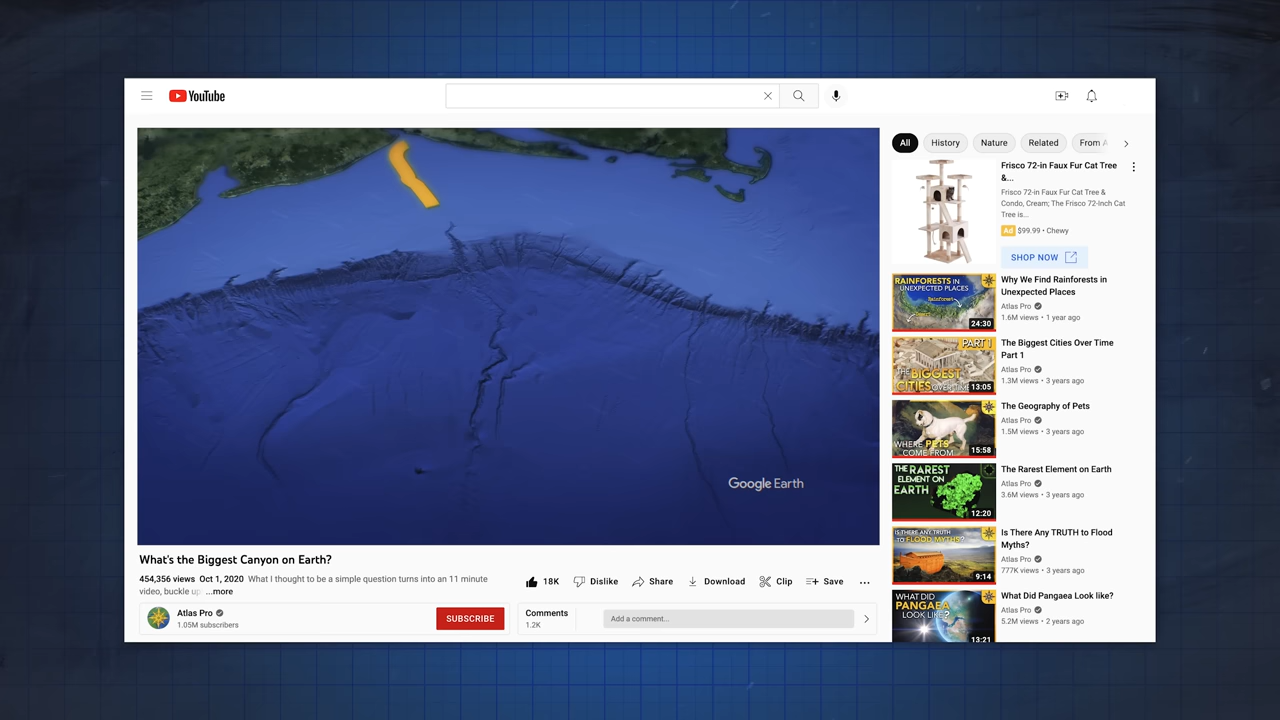 YouTube
Google Earth
What's the Biggest Canyon on Earth?
454,356 views Oct 1, 2020 What I thought to be a simple question turns into an 11 minute
video, buckle up ...more
18K Dislike Share Download Clip Save ...
Atlas Pro
1.05M subscribers
SUBSCRIBE
Comments
1.2K
Add a comment...
All History Nature Related From A
Frisco 72-in Faux Fur Cat Tree
&...
Frisco 72-in Faux Fur Cat Tree &
Condo, Cream; The Frisco 72-Inch Cat
Tree is...
Ad $99.99 • Chewy
SHOP NOW
RAINFORESTS IN
UNEXPECTED PLACES
Rainforest
Desert
24:30
Why We Find Rainforests in
Unexpected Places
Atlas Pro
1.6M views • 1 year ago
PART 1
THE
BIGGEST
CITIES OVER TIME
13:05
The Biggest Cities Over Time
Part 1
Atlas Pro
1.3M views • 3 years ago
WHERE PETS
COME FROM
15:58
The Geography of Pets
Atlas Pro
1.5M views • 3 years ago
THE RAREST
ELEMENT ON
EARTH
12:20
The Rarest Element on Earth
Atlas Pro
3.6M views • 3 years ago
IS THERE ANY TRUTH
TO FLOOD MYTHS?
9:14
Is There Any TRUTH to Flood
Myths?
Atlas Pro
777K views • 3 years ago
WHAT DID
PANGAEA
LOOK LIKE?
13:21
What Did Pangaea Look like?
Atlas Pro
5.2M views • 2 years ago